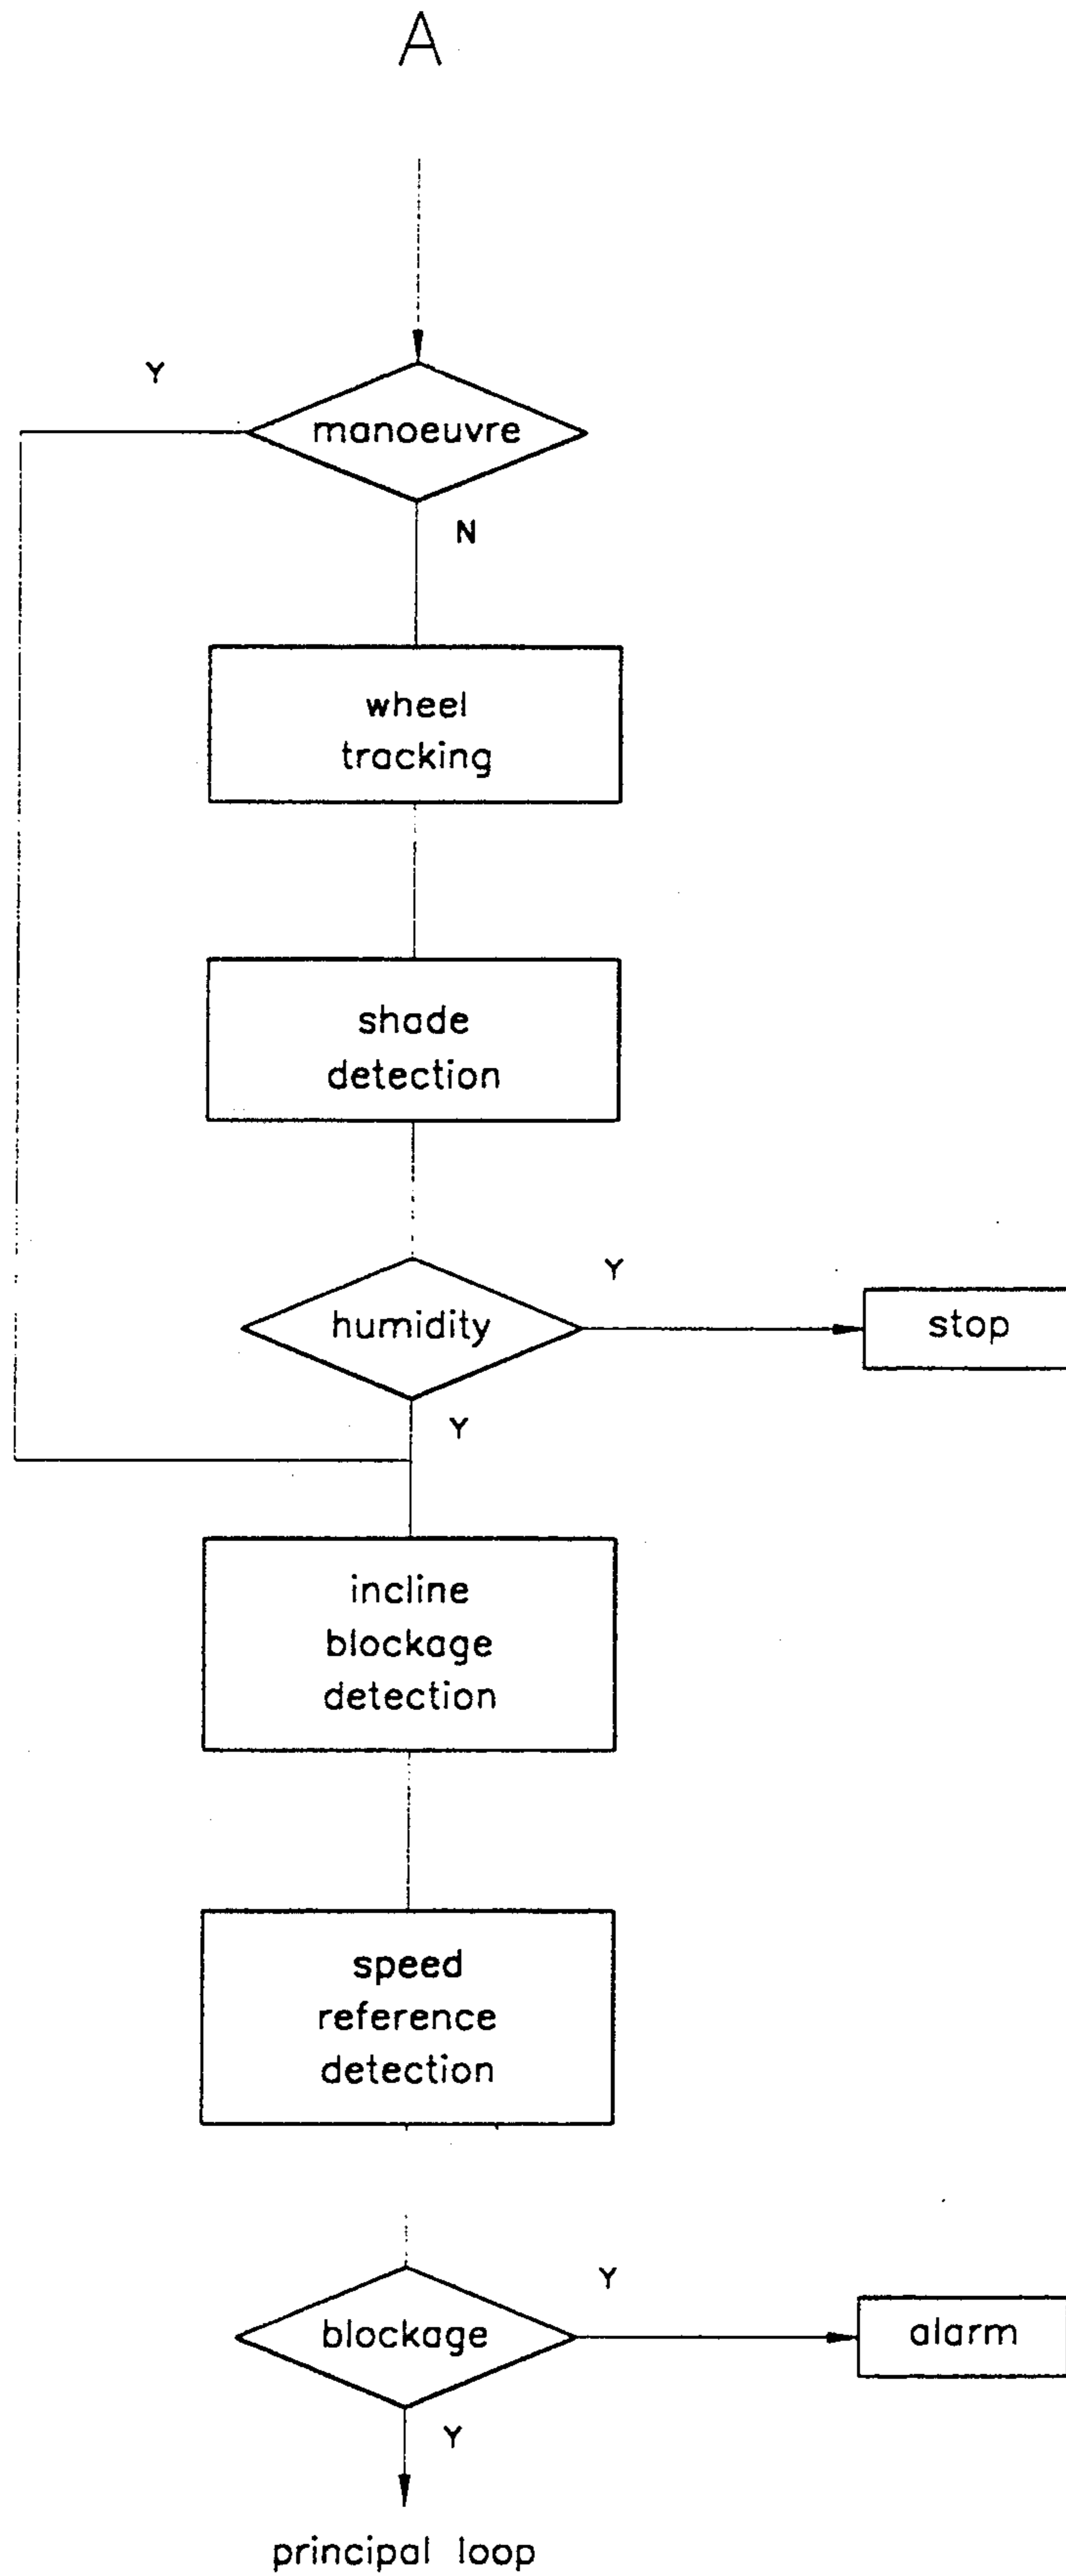 A
Y
manoeuvre
N
wheel
tracking
shade
detection
Y
humidity
stop
Y
incline
blockage
detection
speed
reference
detection
Y
blockage
alarm
Y
principal loop